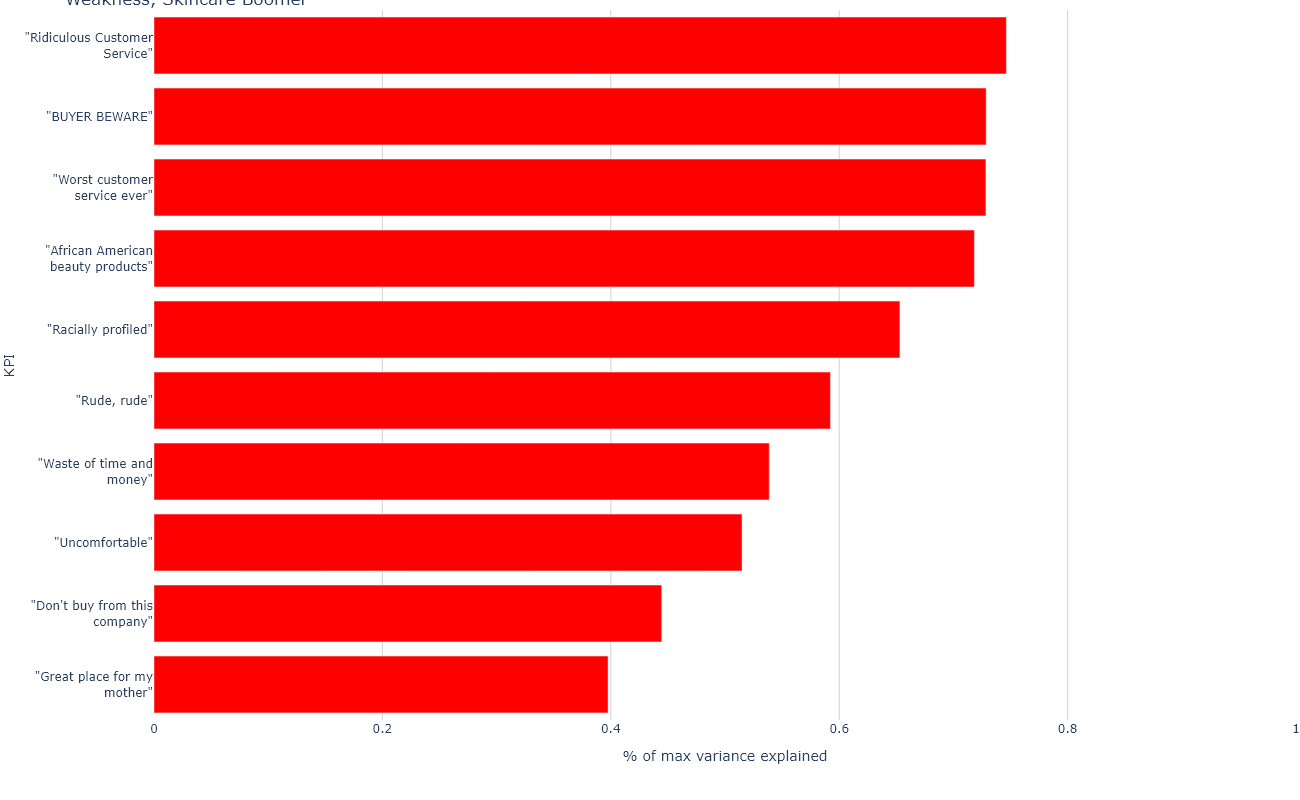 Weakness, Skincare Boomer
"Ridiculous Customer
Service"
"BUYER BEWARE"
"Worst customer
service ever"
"African American
beauty products"
"Racially profiled"
KPI
"Rude, rude"
"Waste of time and
money"
"Uncomfortable"
"Don't buy from this
company"
"Great place for my
mother"
0 0.2 0.4 0.6 0.8 1
% of max variance explained